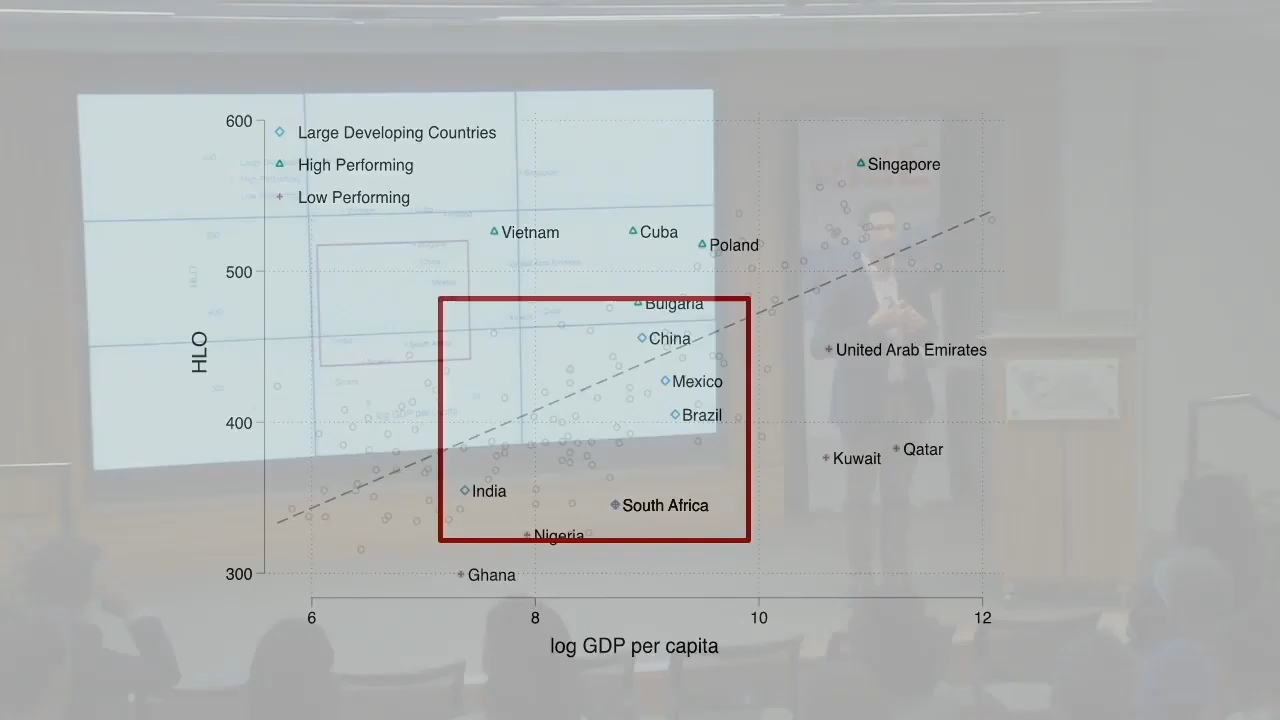 600
Large Developing Countries
High Performing
Singapore
Low Performing
Vietnam
Cuba
Poland
500
Bulgaria
China
HLO
United Arab Emirates
Mexico
Brazil
400
Qatar
Kuwait
India
South Africa
Nigeria
300
Ghana
6
8
10
12
log GDP per capita